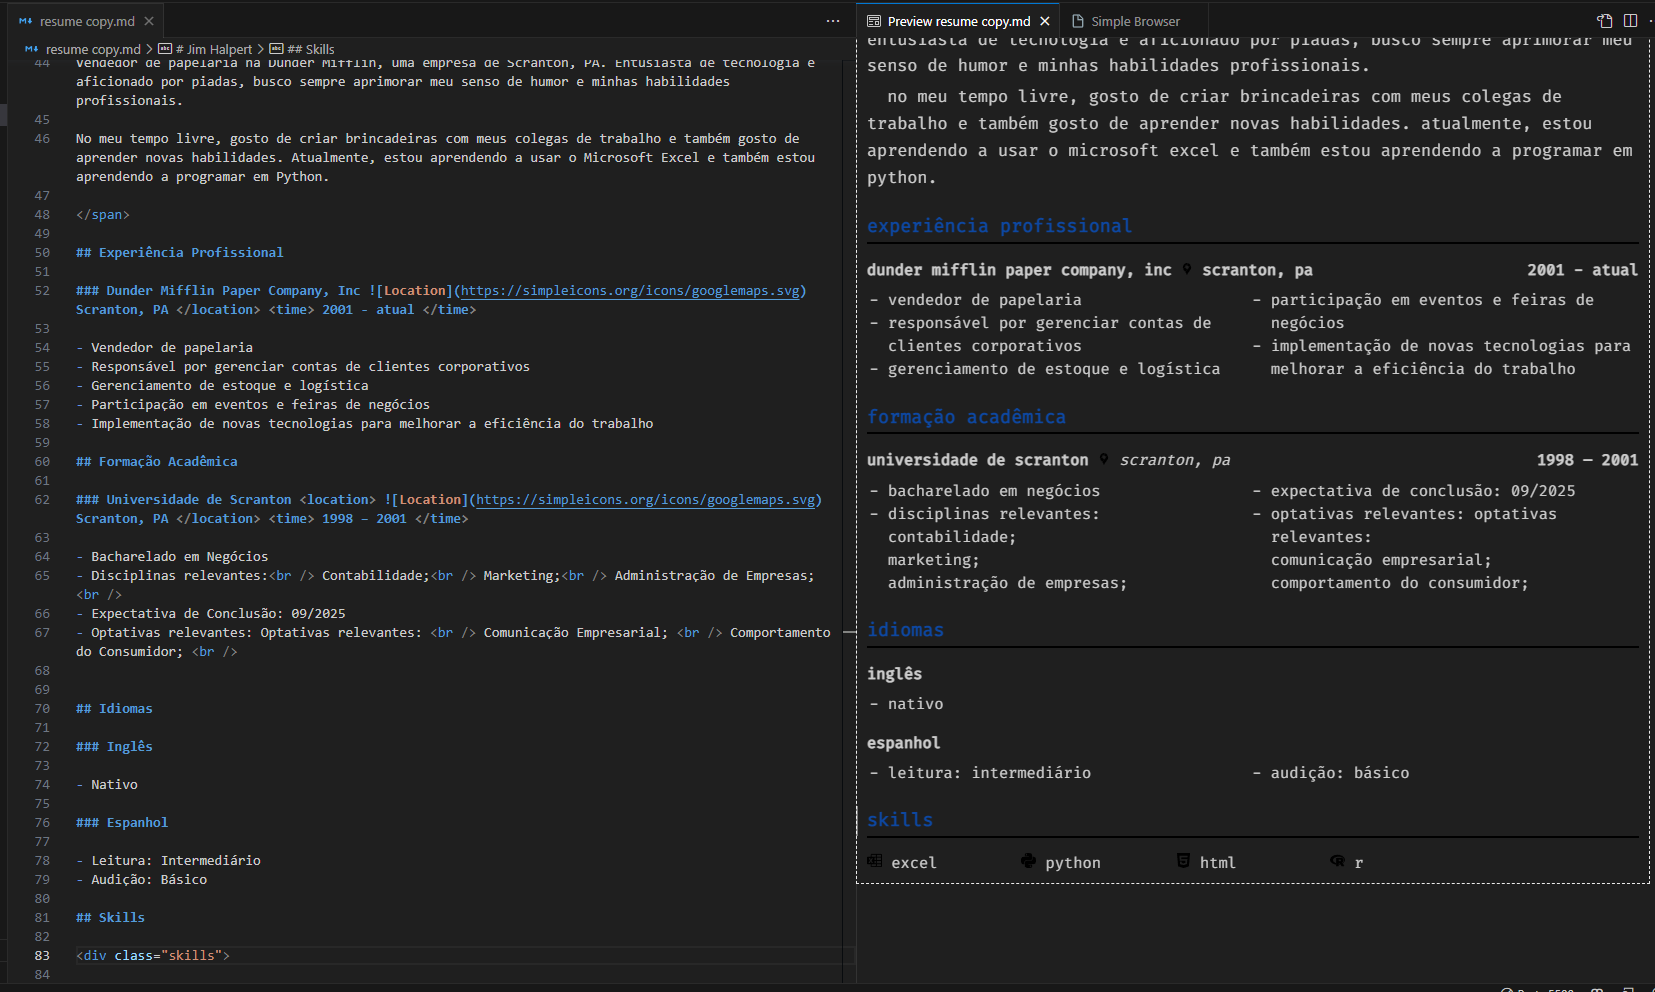 resume copy.md
resume copy.md > # Jim Halpert > ## Skills
44 Vendedor de papelaria na Dunder Mifflin, uma empresa de Scranton, PA. Entusiasta de tecnologia e
aficionado por piadas, busco sempre aprimorar meu senso de humor e minhas habilidades
profissionais.
45
46 No meu tempo livre, gosto de criar brincadeiras com meus colegas de trabalho e também gosto de
aprender novas habilidades. Atualmente, estou aprendendo a usar o Microsoft Excel e também estou
aprendendo a programar em Python.
47
48 </span>
49
50 ## Experiência Profissional
51
52 ### Dunder Mifflin Paper Company, Inc ![Location](https://simpleicons.org/icons/googlemaps.svg)
Scranton, PA </location> <time> 2001 - atual </time>
53
54 - Vendedor de papelaria
55 - Responsável por gerenciar contas de clientes corporativos
56 - Gerenciamento de estoque e logística
57 - Participação em eventos e feiras de negócios
58 - Implementação de novas tecnologias para melhorar a eficiência do trabalho
59
60 ## Formação Acadêmica
61
62 ### Universidade de Scranton <location> ![Location](https://simpleicons.org/icons/googlemaps.svg)
Scranton, PA </location> <time> 1998 – 2001 </time>
63
64 - Bacharelado em Negócios
65 - Disciplinas relevantes:<br /> Contabilidade;<br /> Marketing;<br /> Administração de Empresas;
<br />
66 - Expectativa de Conclusão: 09/2025
67 - Optativas relevantes: Optativas relevantes: <br /> Comunicação Empresarial; <br /> Comportamento
do Consumidor; <br />
68
69
70 ## Idiomas
71
72 ### Inglês
73
74 - Nativo
75
76 ### Espanhol
77
78 - Leitura: Intermediário
79 - Audição: Básico
80
81 ## Skills
82
83 <div class="skills">
84
Preview resume copy.md
Simple Browser
entusiasta de tecnologia e aficionado por piadas, busco sempre aprimorar meu
senso de humor e minhas habilidades profissionais.
no meu tempo livre, gosto de criar brincadeiras com meus colegas de
trabalho e também gosto de aprender novas habilidades. atualmente, estou
aprendendo a usar o microsoft excel e também estou aprendendo a programar em
python.
experiência profissional
dunder mifflin paper company, inc scranton, pa 2001 - atual
- vendedor de papelaria
- responsável por gerenciar contas de
clientes corporativos
- gerenciamento de estoque e logística
- participação em eventos e feiras de
negócios
- implementação de novas tecnologias para
melhorar a eficiência do trabalho
formação acadêmica
universidade de scranton scranton, pa 1998 – 2001
- bacharelado em negócios
- disciplinas relevantes:
contabilidade;
marketing;
administração de empresas;
- expectativa de conclusão: 09/2025
- optativas relevantes: optativas
relevantes:
comunicação empresarial;
comportamento do consumidor;
idiomas
inglês
- nativo
espanhol
- leitura: intermediário
- audição: básico
skills
excel python html r